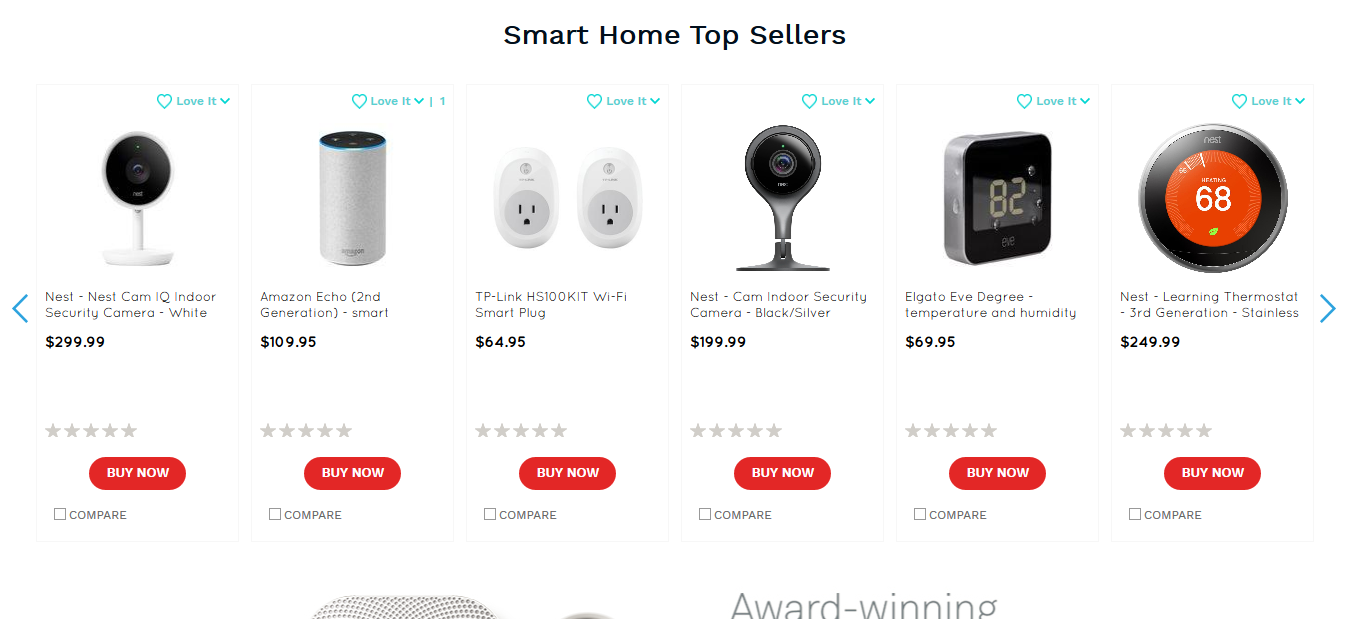 Smart Home Top Sellers
Love It
Love It | 1
Love It
Love It
Love It
Love It
nest
amazon
nest
82
eve
nest
HEATING
68
Nest - Nest Cam IQ Indoor
Security Camera - White
$299.99
BUY NOW
COMPARE
Amazon Echo (2nd
Generation) - smart
$109.95
BUY NOW
COMPARE
TP-Link HS100KIT Wi-Fi
Smart Plug
$64.95
BUY NOW
COMPARE
Nest - Cam Indoor Security
Camera - Black/Silver
$199.99
BUY NOW
COMPARE
Elgato Eve Degree -
temperature and humidity
$69.95
BUY NOW
COMPARE
Nest - Learning Thermostat
- 3rd Generation - Stainless
$249.99
BUY NOW
COMPARE
Award-winning